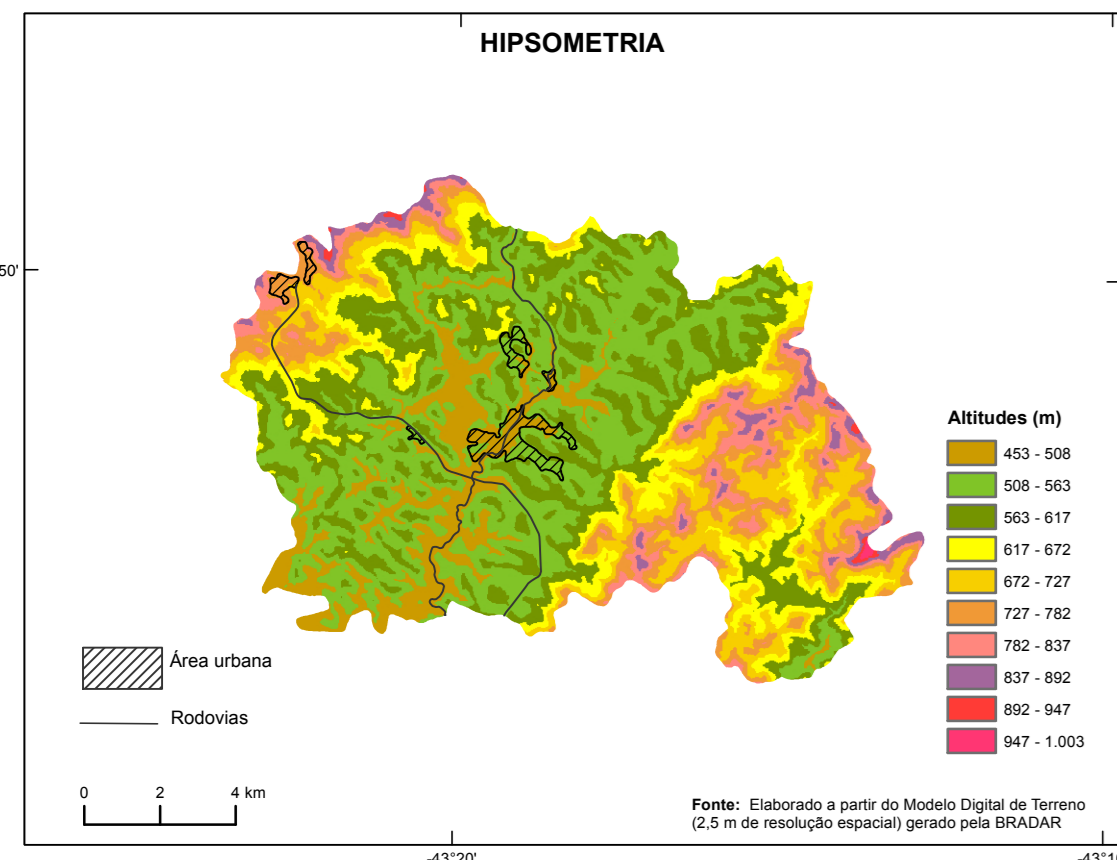 HIPSOMETRIA
50'
Altitudes (m)
453 - 508
508 - 563
563 - 617
617 - 672
672 - 727
727 - 782
782 - 837
837 - 892
892 - 947
947 - 1.003
Área urbana
Rodovias
0 2 4 km
Fonte: Elaborado a partir do Modelo Digital de Terreno
(2,5 m de resolução espacial) gerado pela BRADAR
-43°20'